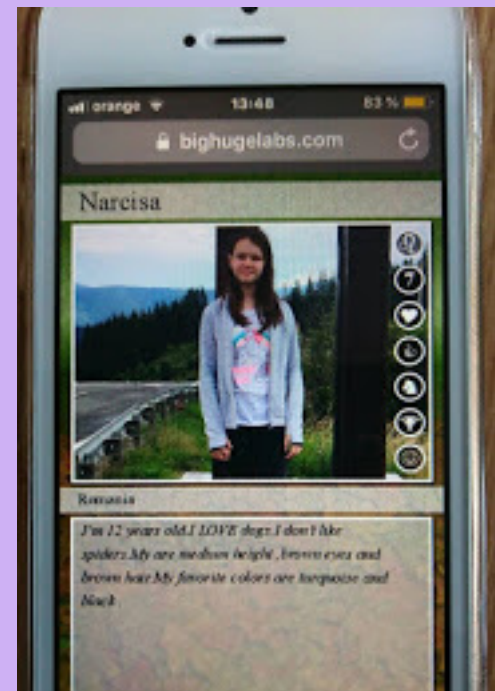 orange 13:48 83 %
bighugelabs.com
Narcisa
7
Romania
I'm 12 years old.I LOVE dogs.I don't like
spiders.My are medium height ,brown eyes and
brown hair.My favorite colors are turquoise and
black